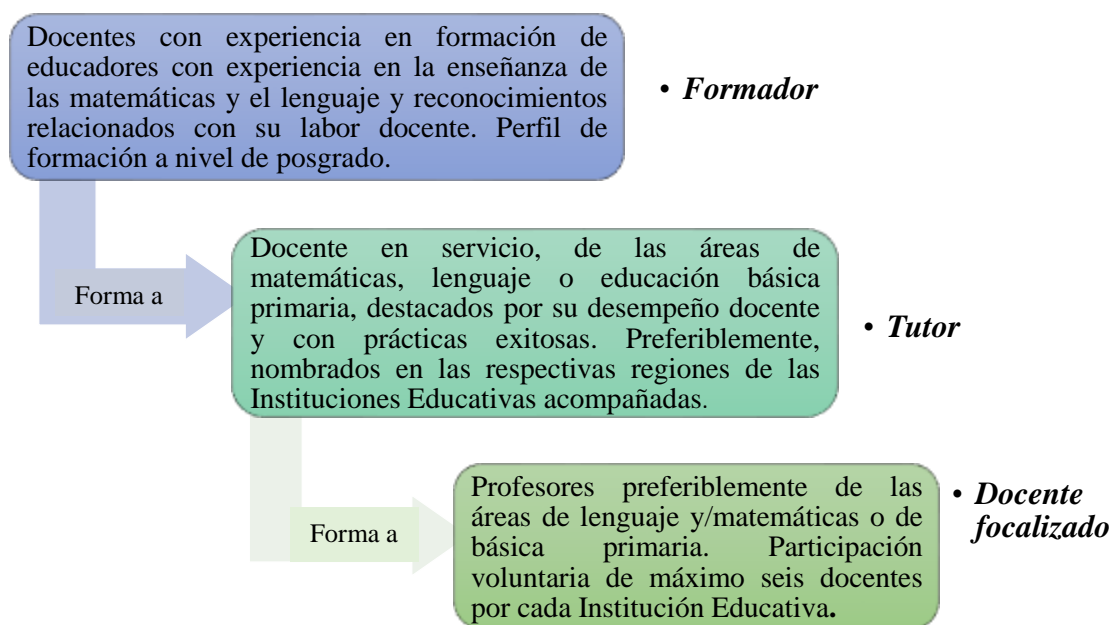 Docentes con experiencia en formación de
educadores con experiencia en la enseñanza de
las matemáticas y el lenguaje y reconocimientos
relacionados con su labor docente. Perfil de
formación a nivel de posgrado.
• Formador
Forma a
Docente en servicio, de las áreas de
matemáticas, lenguaje o educación básica
primaria, destacados por su desempeño docente
y con prácticas exitosas. Preferiblemente,
nombrados en las respectivas regiones de las
Instituciones Educativas acompañadas.
• Tutor
Forma a
Profesores preferiblemente de las
áreas de lenguaje y/matemáticas o de
básica primaria. Participación
voluntaria de máximo seis docentes
por cada Institución Educativa.
• Docente
focalizado